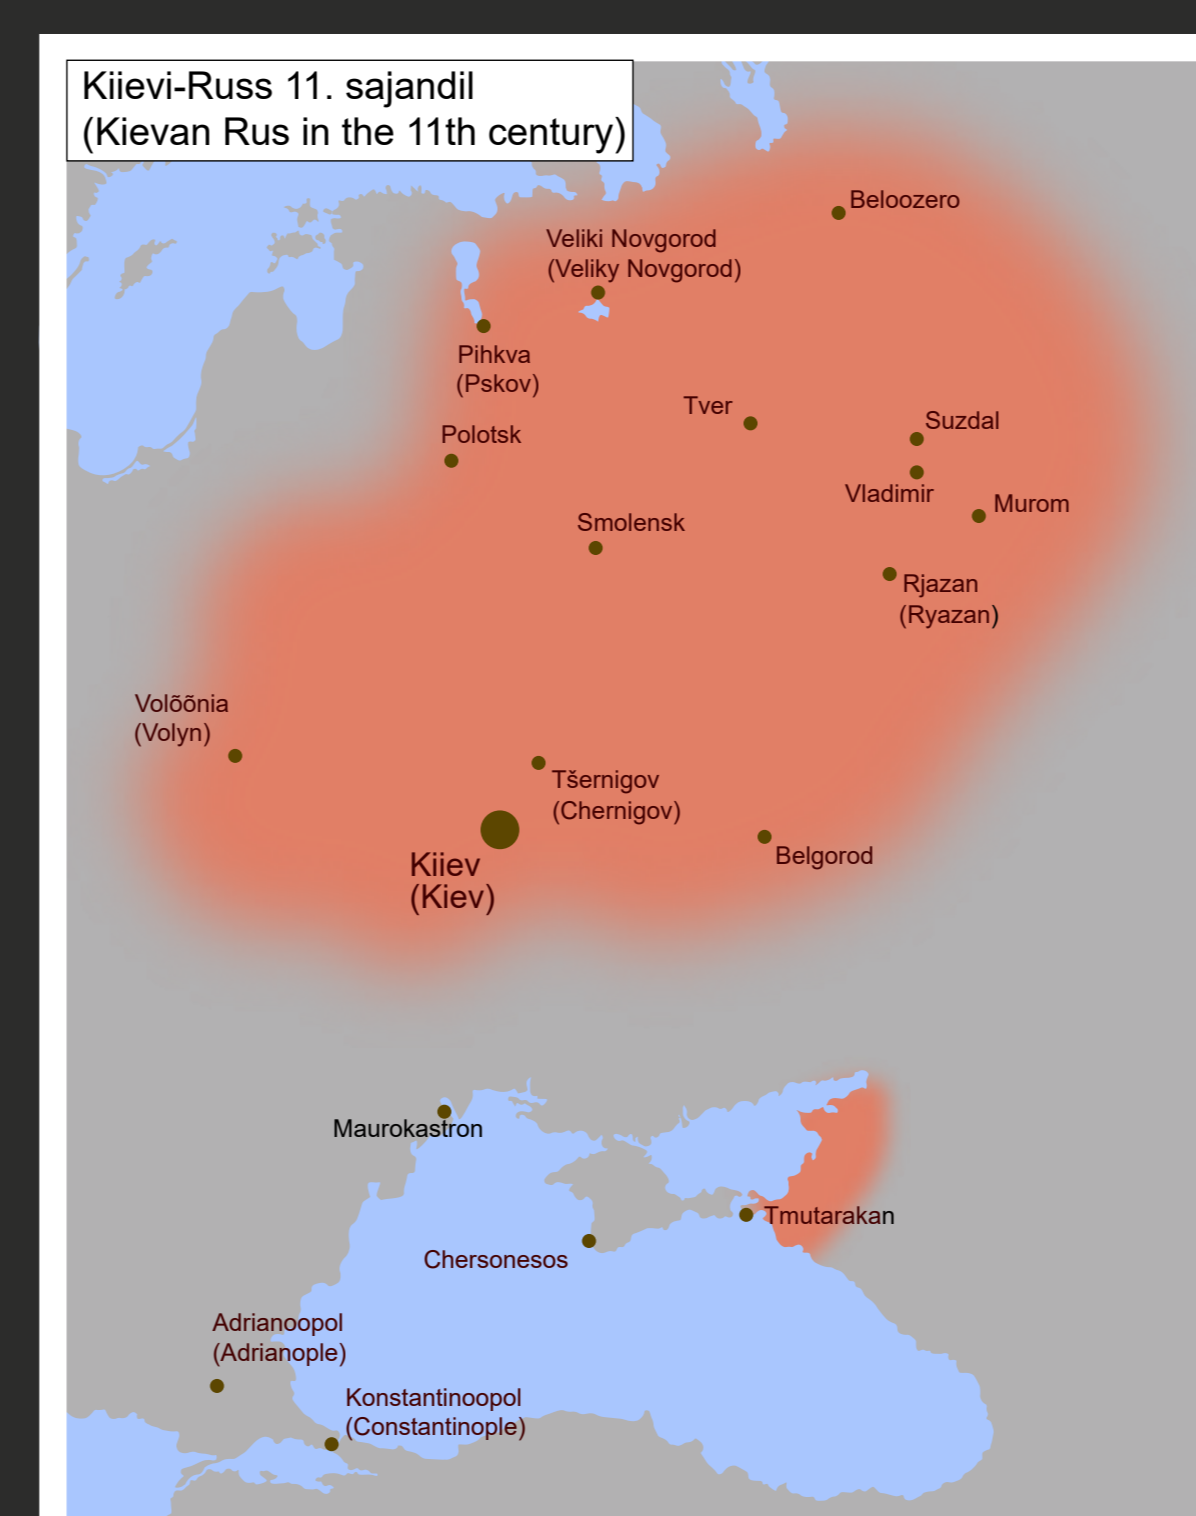 Kiievi-Russ 11. sajandil
(Kievan Rus in the 11th century)
Beloozero
Veliki Novgorod
(Veliky Novgorod)
Pihkva
(Pskov)
Tver
Suzdal
Polotsk
Vladimir
Murom
Smolensk
Rjazan
(Ryazan)
Volõõnia
(Volyn)
Tšernigov
(Chernigov)
Kiiev
(Kiev)
Belgorod
Maurokastron
Tmutarakan
Chersonesos
Adrianoopol
(Adrianople)
Konstantinoopol
(Constantinople)